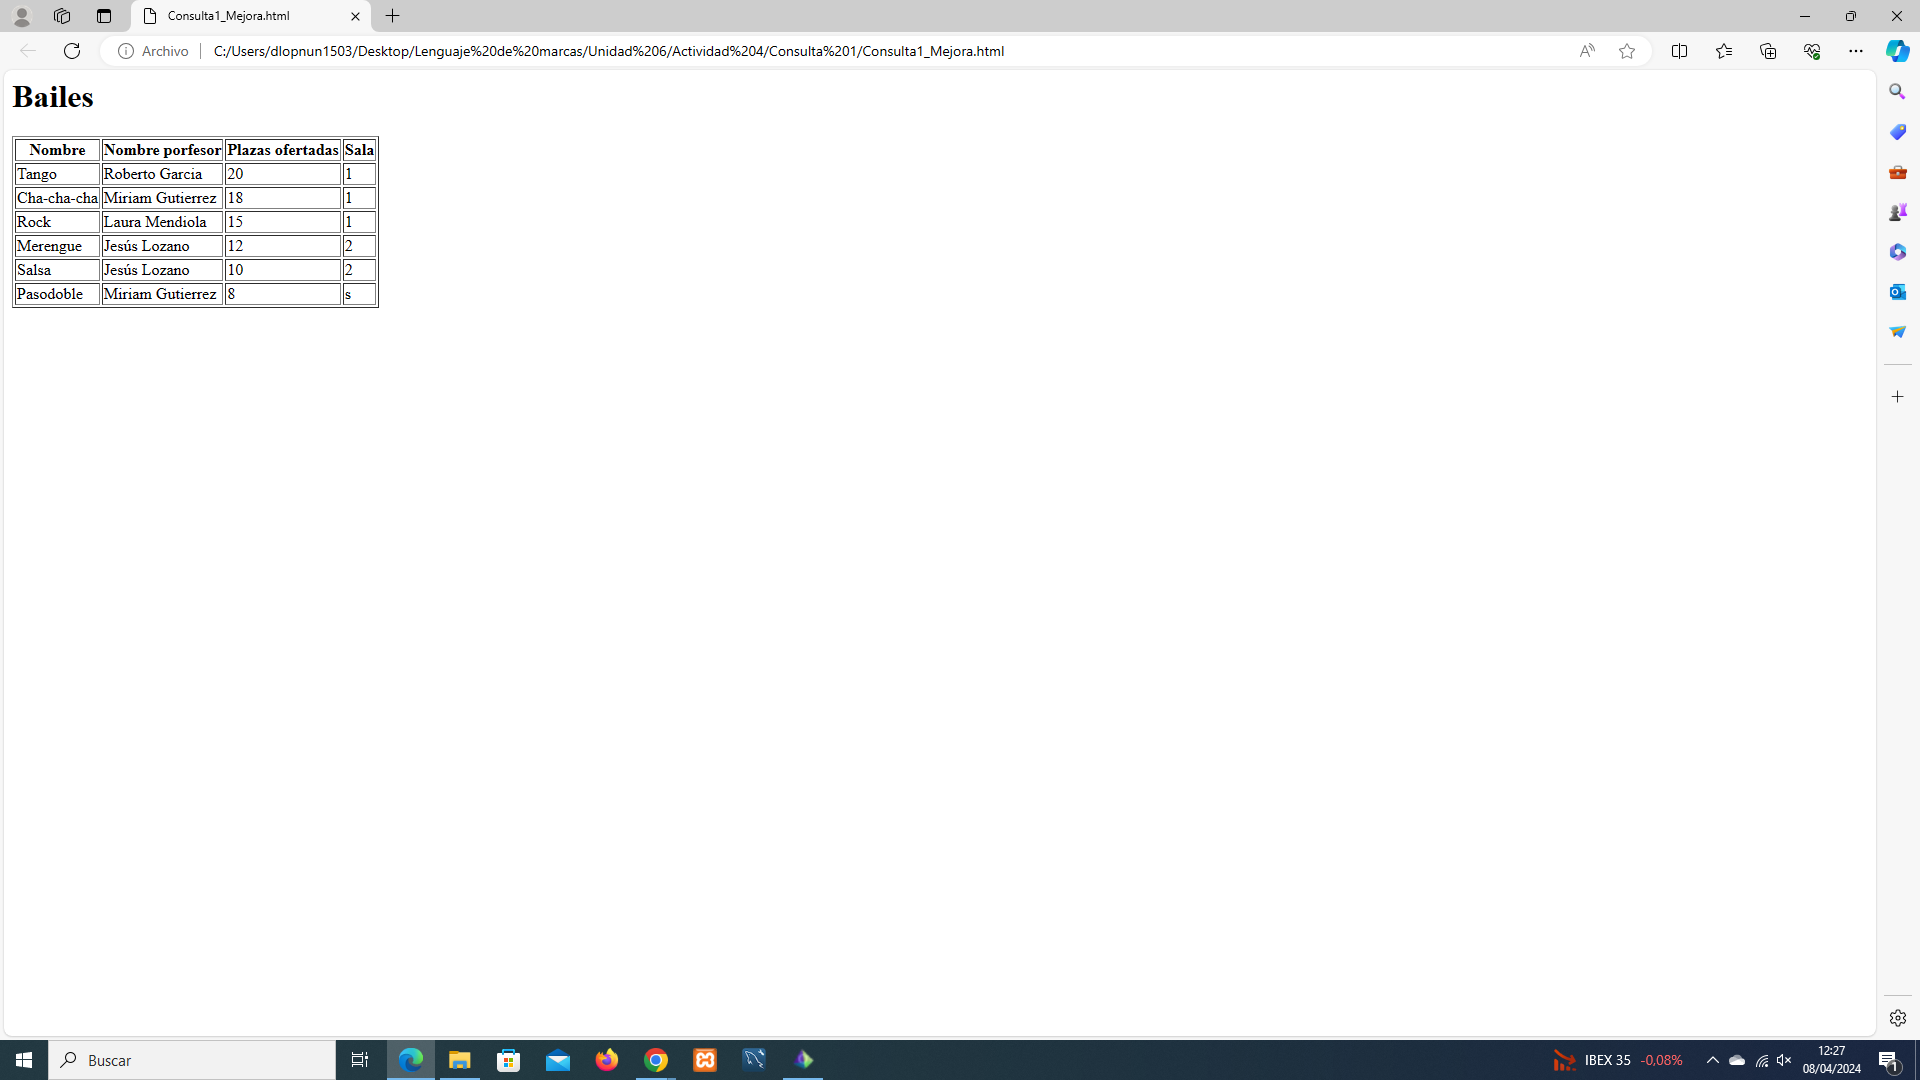 Consulta1_Mejora.html
Archivo C:/Users/dlopnun1503/Desktop/Lenguaje%20de%20marcas/Unidad%206/Actividad%204/Consulta%201/Consulta1_Mejora.html
Bailes
Nombre Nombre porfesor Plazas ofertadas Sala
Tango Roberto Garcia 20 1
Cha-cha-cha Miriam Gutierrez 18 1
Rock Laura Mendiola 15 1
Merengue Jesús Lozano 12 2
Salsa Jesús Lozano 10 2
Pasodoble Miriam Gutierrez 8 s
Buscar
IBEX 35 -0,08%
12:27
08/04/2024
1